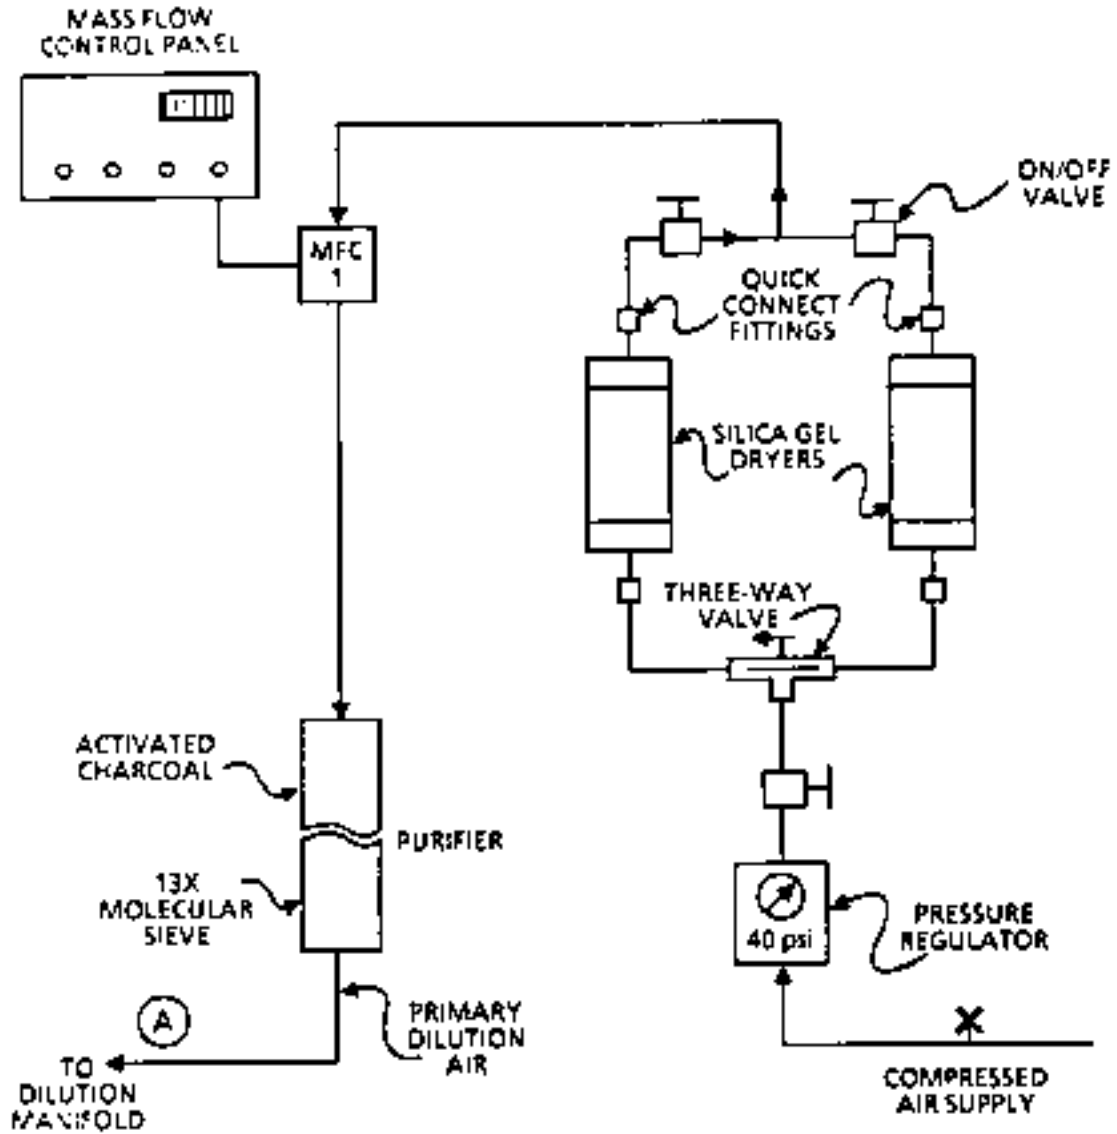 MASS FLOW
CONTROL PANEL
ON/OFF
VALVE
MFC
1
QUICK
CONNECT
FITTINGS
SILICA GEL
DRYERS
THREE-WAY
VALVE
ACTIVATED
CHARCOAL
PURIFIER
13X
MOLECULAR
SIEVE
40 psi
PRESSURE
REGULATOR
A
PRIMARY
DILUTION
AIR
TO
DILUTION
MANIFOLD
X
COMPRESSED
AIR SUPPLY